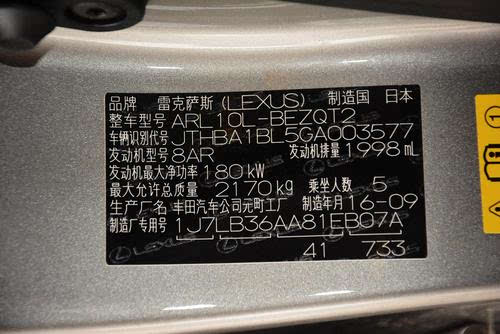 品牌 雷克萨斯(LEXUS) 制造国 日本
整车型号 ARL10L-BEZQT2
车辆识别代号 JTHBA1BL5GA003577
发动机型号 8AR 发动机排量 1998 mL
发动机最大净功率 180 kW
最大允许总质量 2170 kg 乘坐人数 5
生产厂名 丰田汽车公司元町工厂 制造年月 16-09
制造厂专用号 1J7LB36AA81EB07A
41 733